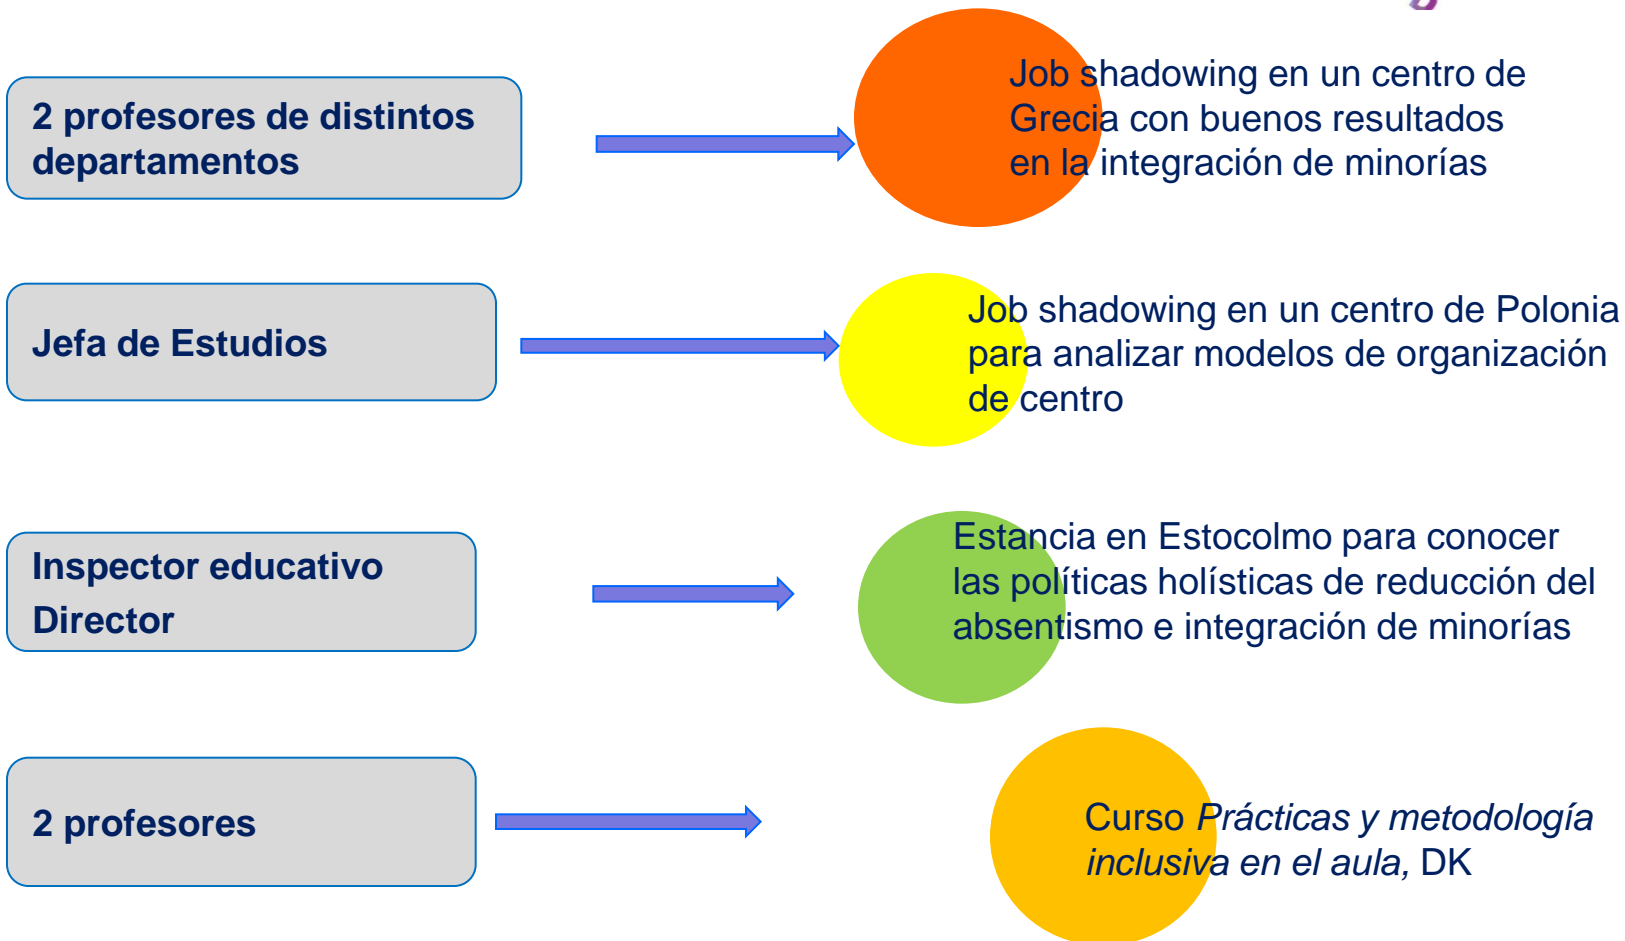 2 profesores de distintos
departamentos
Job shadowing en un centro de
Grecia con buenos resultados
en la integración de minorías
Jefa de Estudios
Job shadowing en un centro de Polonia
para analizar modelos de organización
de centro
Inspector educativo
Director
Estancia en Estocolmo para conocer
las políticas holísticas de reducción del
absentismo e integración de minorías
2 profesores
Curso Prácticas y metodología
inclusiva en el aula, DK